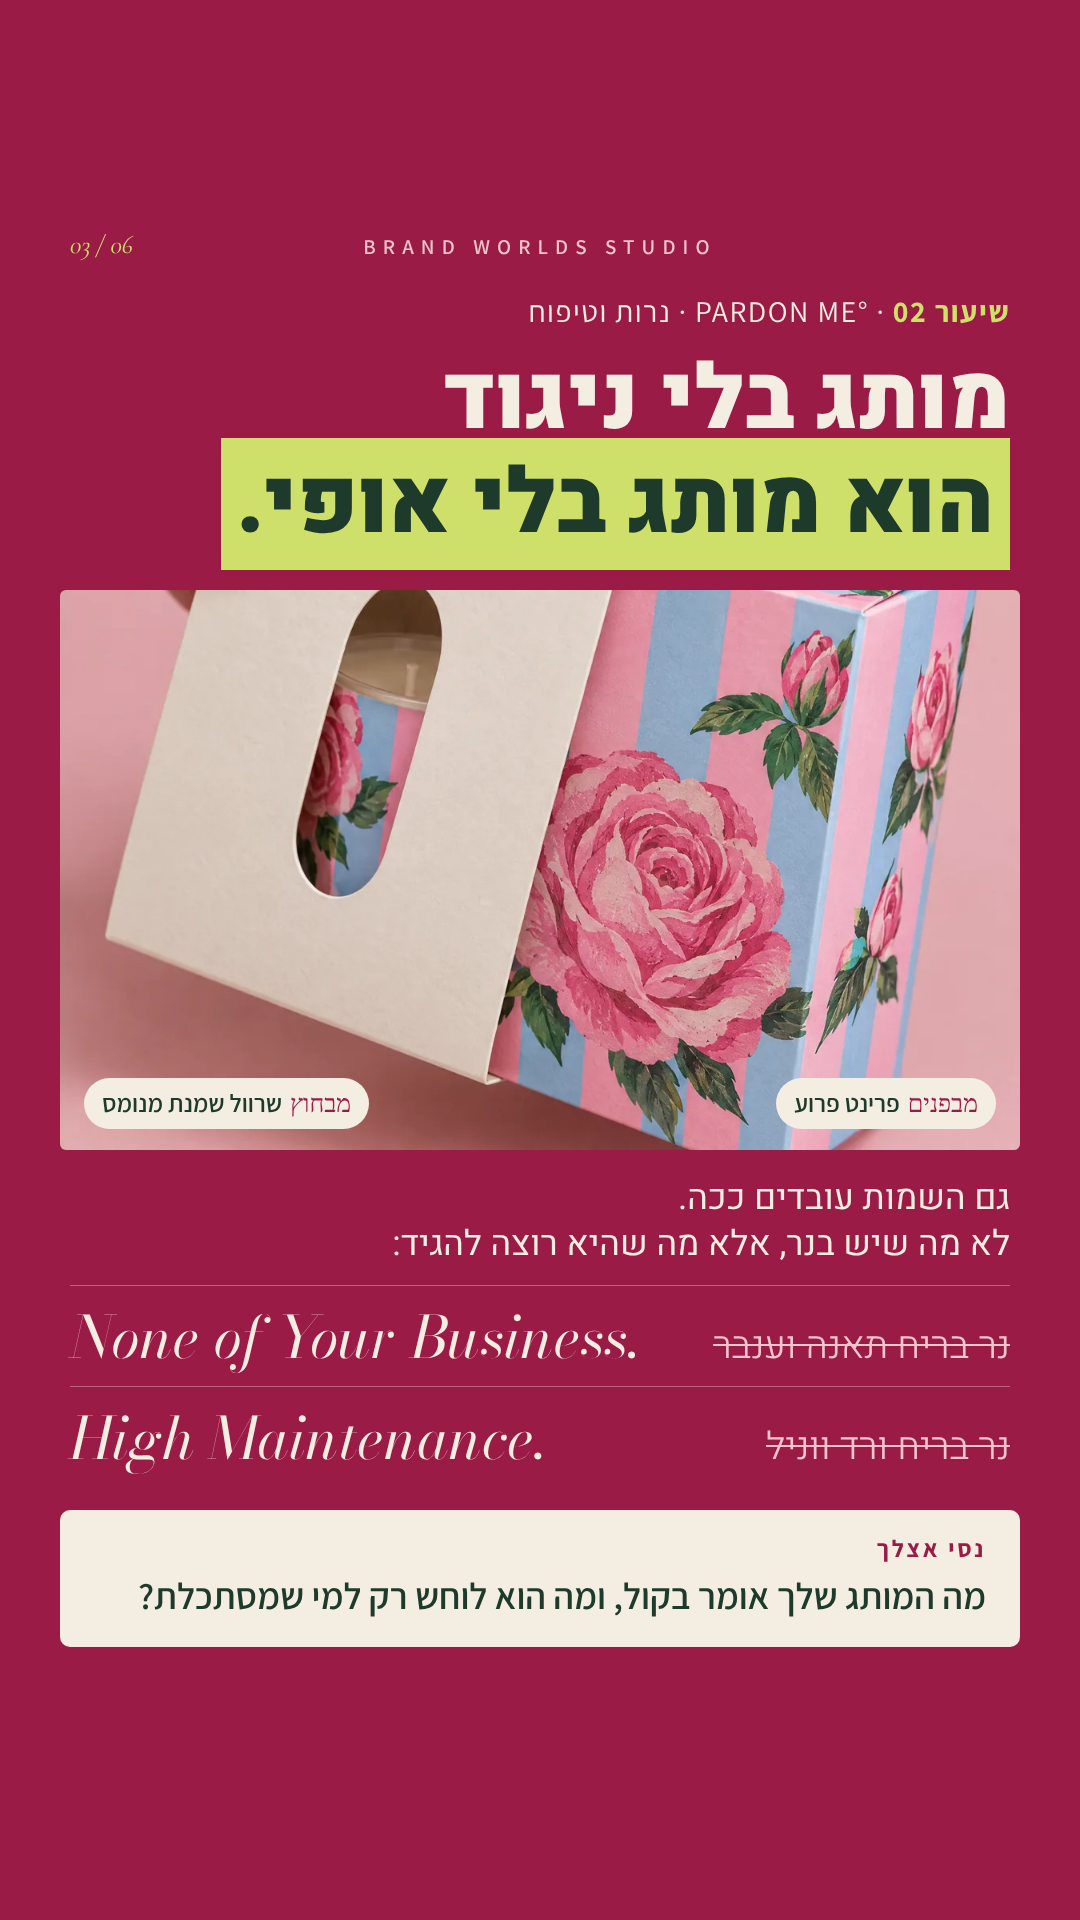 03 / 06
BRAND WORLDS STUDIO
שיעור 02 · PARDON ME° · נרות וטיפוח
מותג בלי ניגוד
הוא מותג בלי אופי.
מבחוץ שרוול שמנת מנומס
מבפנים פרינט פרוע
גם השמות עובדים ככה.
לא מה שיש בנר, אלא מה שהיא רוצה להגיד:
נר בריח תאנה וענבר
None of Your Business.
נר בריח ורד ווניל
High Maintenance.
נסי אצלך
מה המותג שלך אומר בקול, ומה הוא לוחש רק למי שמסתכלת?